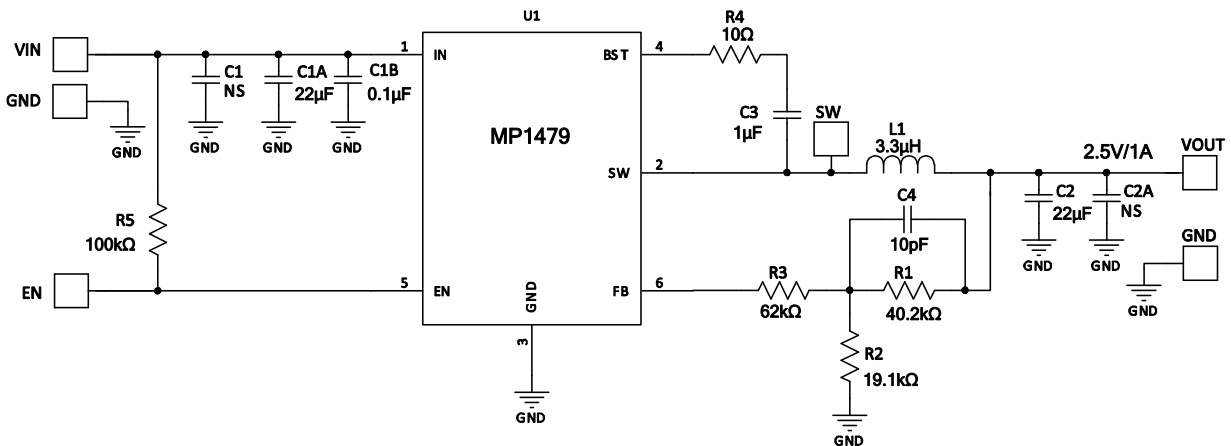 U1
R4
10Ω
VIN
1
IN
BST
4
C1
NS
C1A
22µF
C1B
0.1µF
GND
GND
GND
GND
GND
C3
1µF
SW
MP1479
L1
3.3µH
2.5V/1A
VOUT
SW
2
C4
10pF
C2
22µF
C2A
NS
R5
100kΩ
GND
GND
GND
EN
5
EN
GND
FB
6
R3
62kΩ
R1
40.2kΩ
GND
3
R2
19.1kΩ
GND
GND